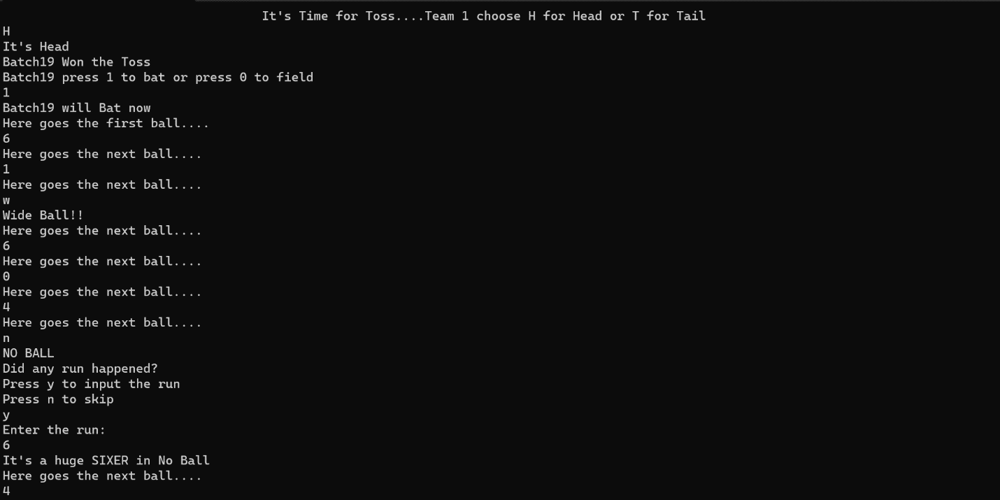 It's Time for Toss....Team 1 choose H for Head or T for Tail
H
It's Head
Batch19 Won the Toss
Batch19 press 1 to bat or press 0 to field
1
Batch19 will Bat now
Here goes the first ball....
6
Here goes the next ball....
1
Here goes the next ball....
w
Wide Ball!!
Here goes the next ball....
6
Here goes the next ball....
0
Here goes the next ball....
4
Here goes the next ball....
n
NO BALL
Did any run happened?
Press y to input the run
Press n to skip
y
Enter the run:
6
It's a huge SIXER in No Ball
Here goes the next ball....
4